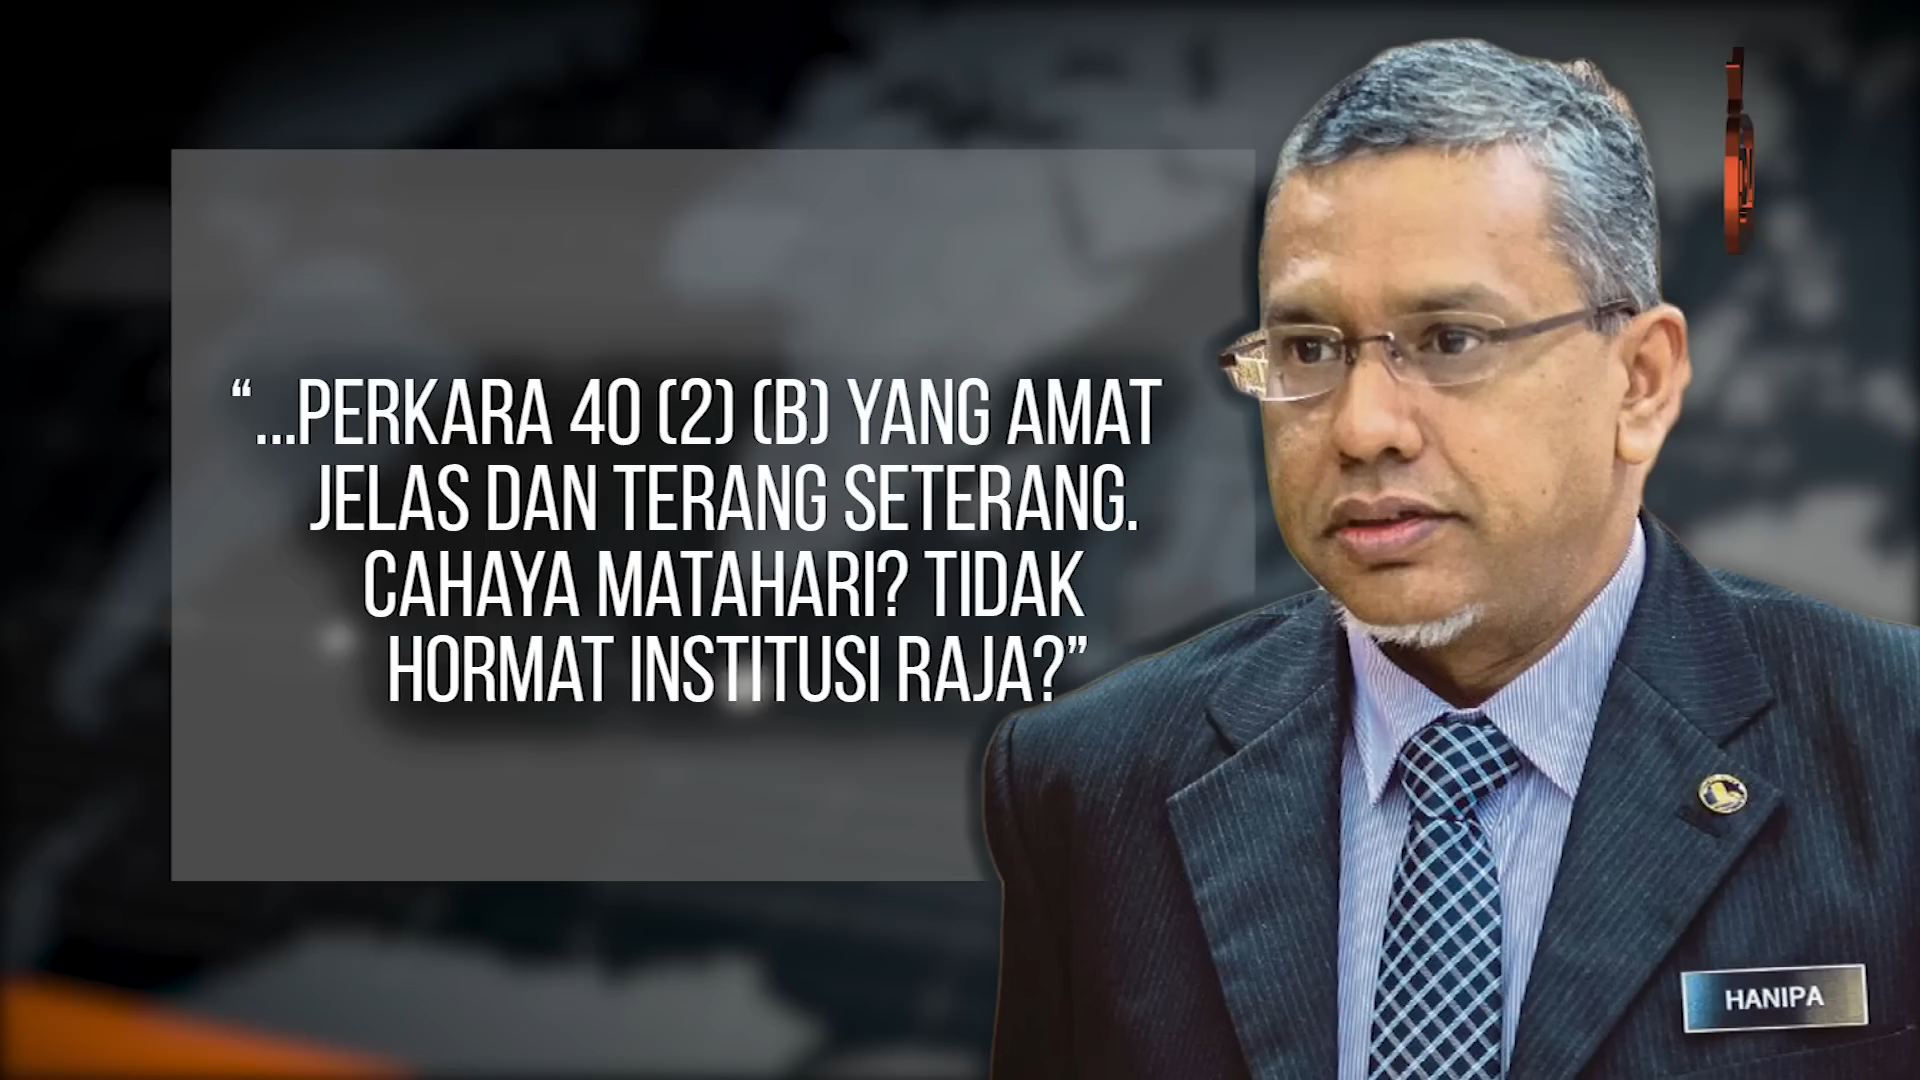 “...PERKARA 40 (2) (B) YANG AMAT
JELAS DAN TERANG SETERANG.
CAHAYA MATAHARI? TIDAK
HORMAT INSTITUSI RAJA?”
HANIPA